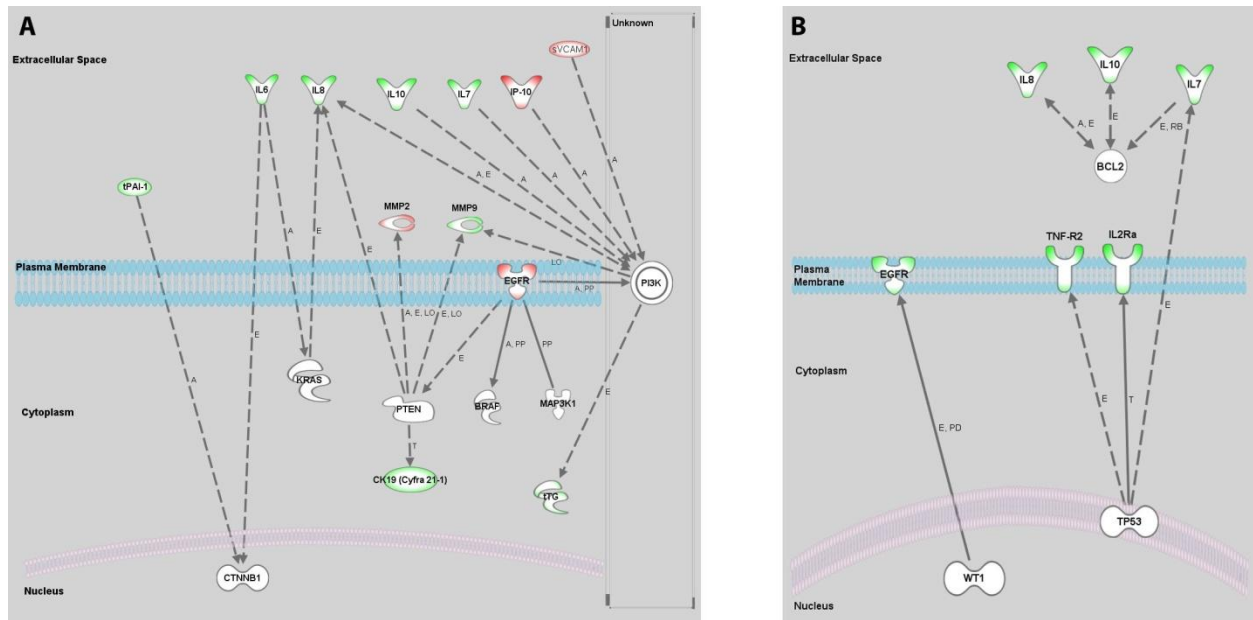 A
Unknown
Extracellular Space
sVCAM1
IL6
IL8
IL10
IL7
IP-10
tPAI-1
A, E
A
A
A
A
MMP2
MMP9
A
E
E
LO
Plasma Membrane
EGFR
PI3K
A, PP
A, E, LO
E, LO
E
A, PP
PP
E
A
KRAS
PTEN
BRAF
MAP3K1
E
Cytoplasm
T
CK19 (Cyfra 21-1)
tTG
CTNNB1
Nucleus
B
Extracellular Space
IL8
IL10
IL7
A, E
E
E, RB
BCL2
TNF-R2
IL2Ra
Plasma
Membrane
EGFR
E
Cytoplasm
E
T
E, PD
TP53
WT1
Nucleus